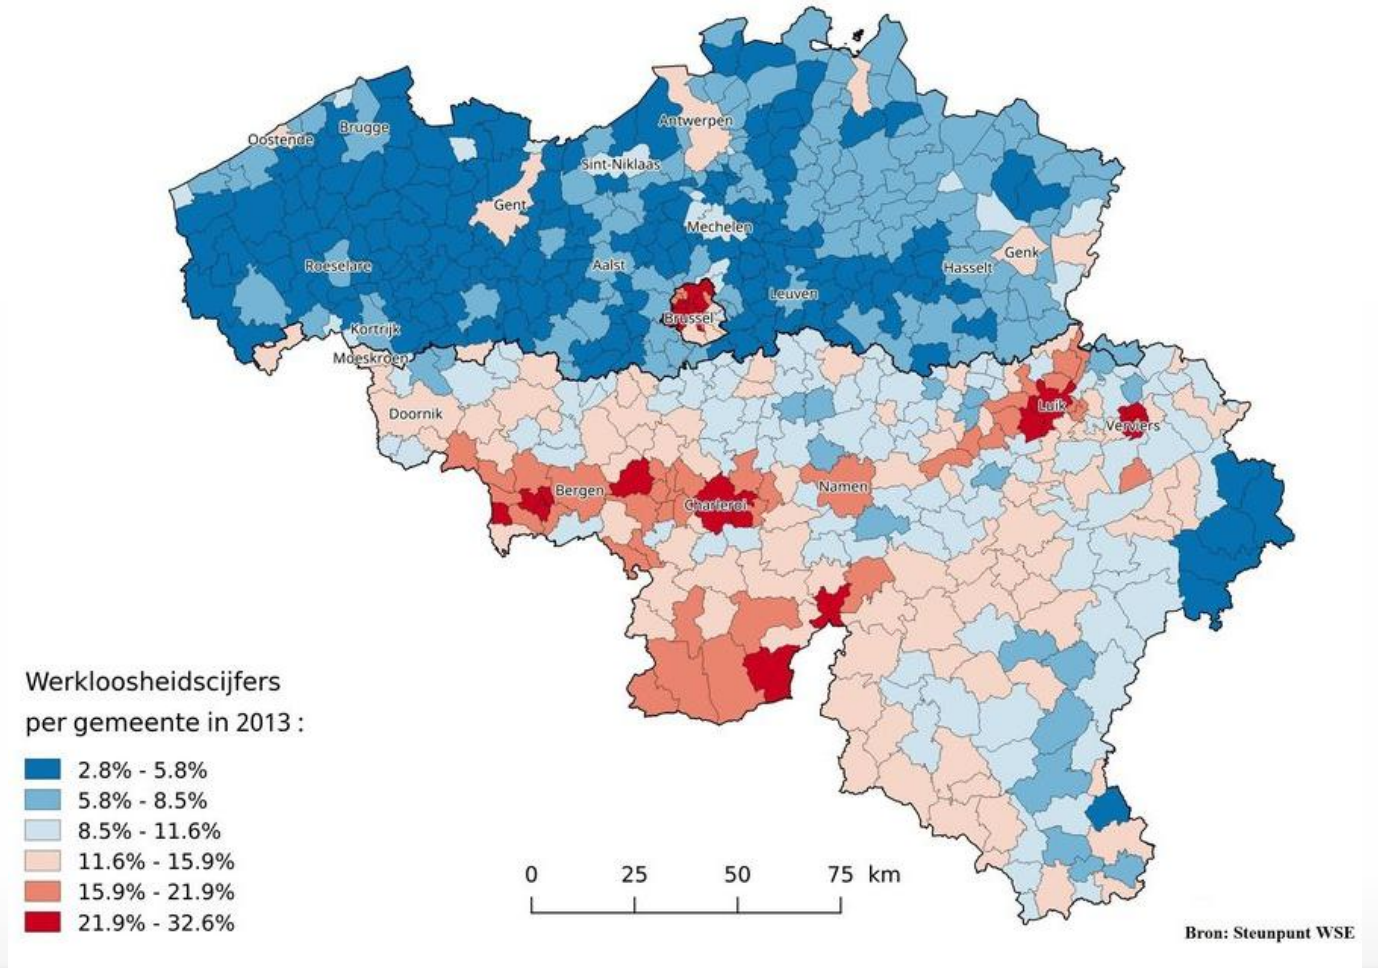 Oostende
Brugge
Antwerpen
Sint-Niklaas
Gent
Mechelen
Roeselare
Aalst
Genk
Hasselt
Leuven
Brussel
Kortrijk
Moeskroen
Doornik
Luik
Verviers
Bergen
Namen
Charleroi
Werkloosheidscijfers
per gemeente in 2013 :
2.8% - 5.8%
5.8% - 8.5%
8.5% - 11.6%
11.6% - 15.9%
15.9% - 21.9%
21.9% - 32.6%
0 25 50 75 km
Bron: Steunpunt WSE